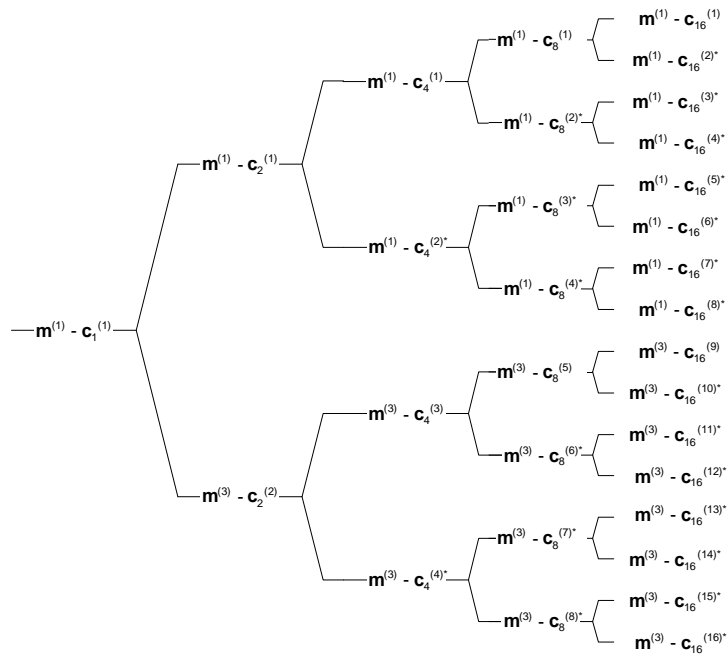 m(1) - c16(1)
m(1) - c8(1)
m(1) - c16(2)*
m(1) - c4(1)
m(1) - c16(3)*
m(1) - c8(2)*
m(1) - c16(4)*
m(1) - c2(1)
m(1) - c16(5)*
m(1) - c8(3)*
m(1) - c16(6)*
m(1) - c4(2)*
m(1) - c16(7)*
m(1) - c8(4)*
m(1) - c16(8)*
m(1) - c1(1)
m(3) - c16(9)
m(3) - c8(5)
m(3) - c16(10)*
m(3) - c4(3)
m(3) - c16(11)*
m(3) - c8(6)*
m(3) - c16(12)*
m(3) - c2(2)
m(3) - c16(13)*
m(3) - c8(7)*
m(3) - c16(14)*
m(3) - c4(4)*
m(3) - c16(15)*
m(3) - c8(8)*
m(3) - c16(16)*